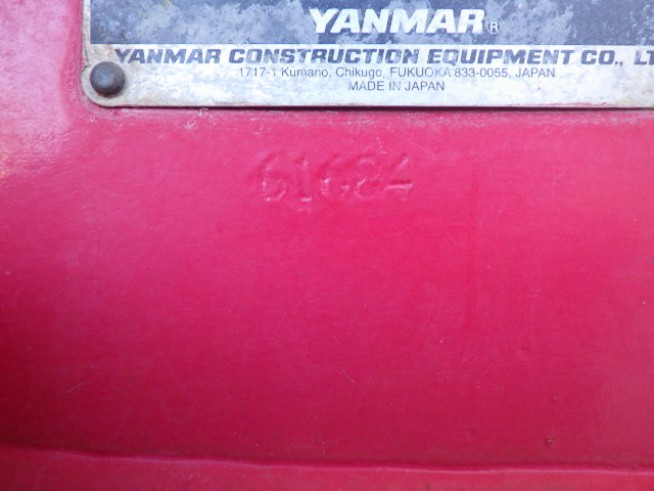 YANMAR®
YANMAR CONSTRUCTION EQUIPMENT CO., LT
1717-1 Kumano, Chikugo, FUKUOKA 833-0055, JAPAN
MADE IN JAPAN
61684